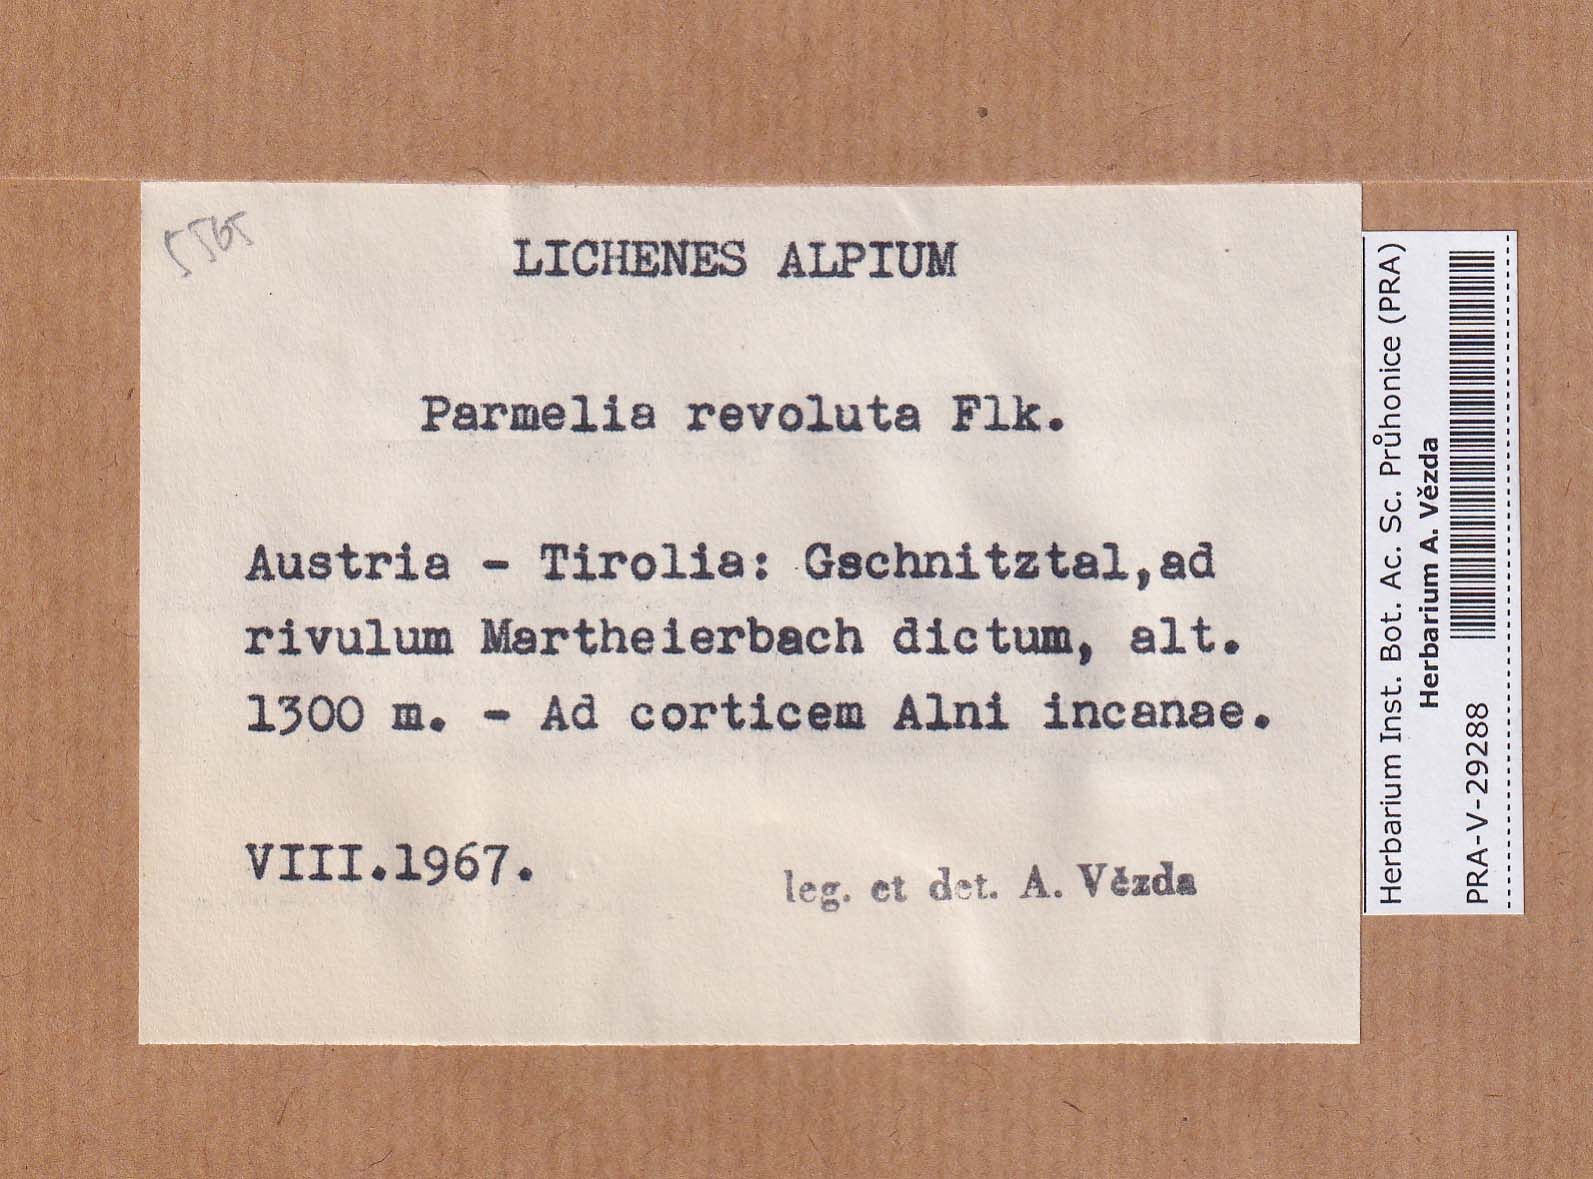 5565
LICHENES ALPIUM
Parmelia revoluta Flk.
Austria - Tirolia: Gschnitztal,ad
rivulum Martheierbach dictum, alt.
1300 m. - Ad corticem Alni incanae.
VIII.1967.
leg. et det. A. Vězda
Herbarium Inst. Bot. Ac. Sc. Průhonice (PRA)
Herbarium A. Vězda
PRA-V-29288